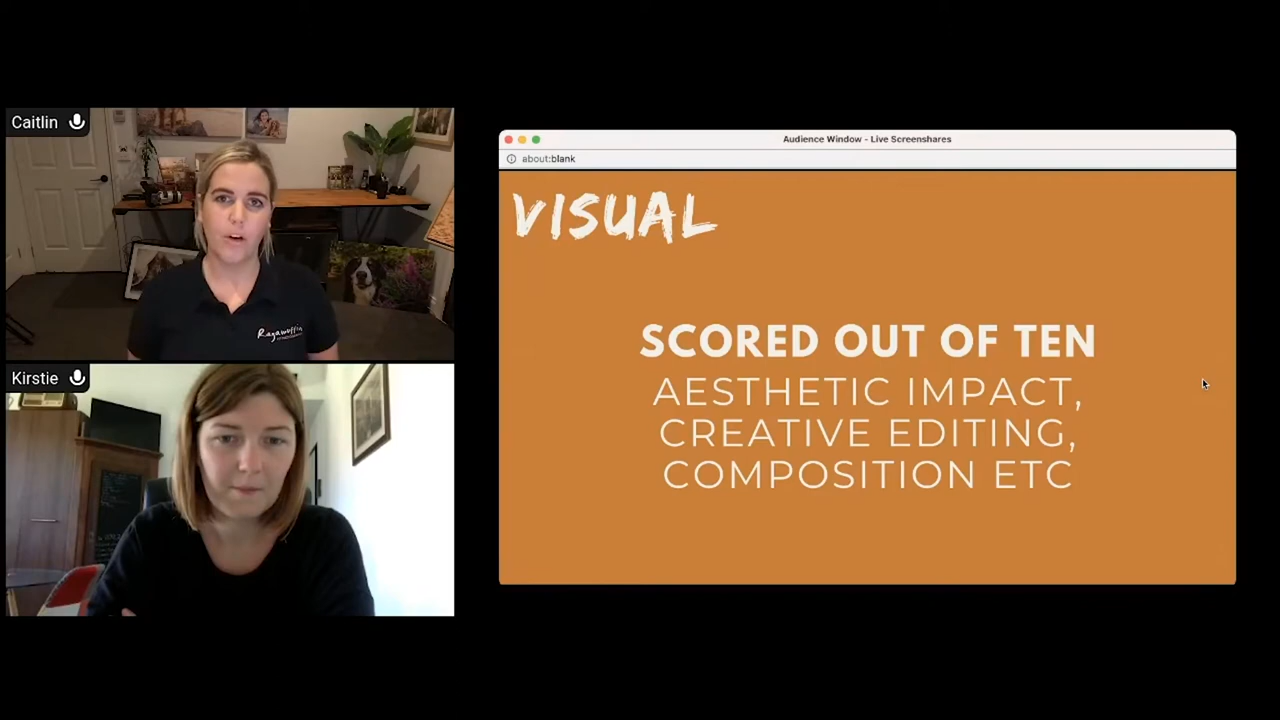 Caitlin
Ragawoffin
Kirstie
Audience Window - Live Screenshares
about:blank
VISUAL
SCORED OUT OF TEN
AESTHETIC IMPACT,
CREATIVE EDITING,
COMPOSITION ETC